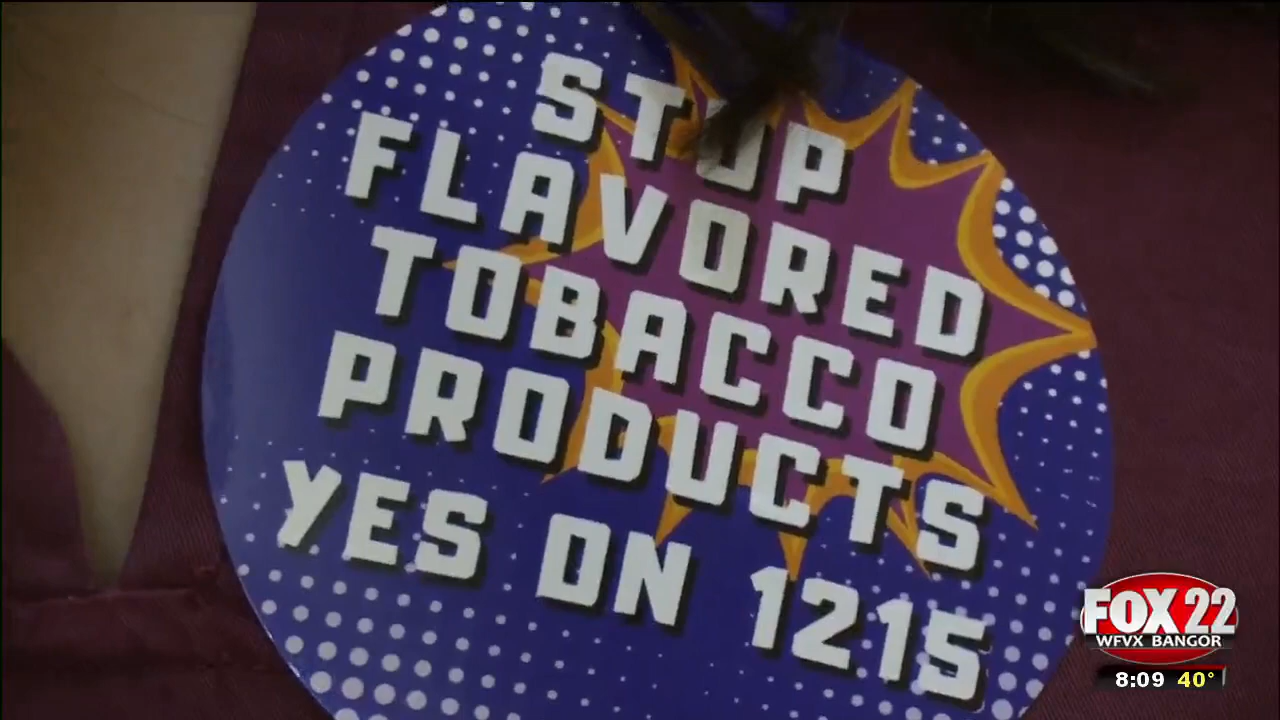 STOP
FLAVORED
TOBACCO
PRODUCTS
YES ON 1215
FOX 22
WFVX BANGOR
8:09 40°